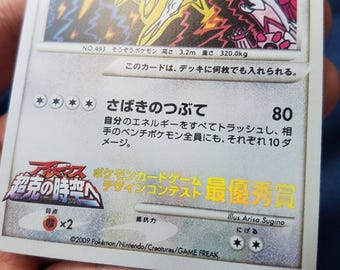 NO.493 そうぞうポケモン 高さ：3.2m 重さ：320.0kg
このカードは、デッキに何枚でも入れられる。
さばきのつぶて 80
自分のエネルギーをすべてトラッシュし、相
手のベンチポケモン全員にも、それぞれ10ダ
メージ。
アルセウス
超克の時空へ
ポケモンカードゲーム
デザインコンテスト 最優秀賞
Illus. Arisa Sugino
弱点 抵抗力 にげる
×2
©2009 Pokémon/Nintendo/Creatures/GAME FREAK